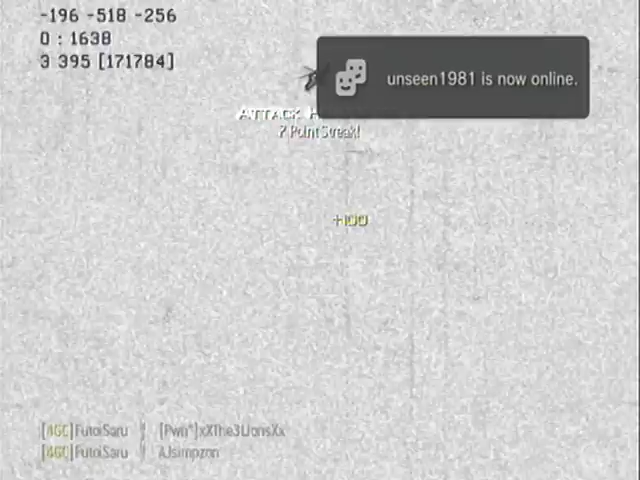 -196 -518 -256
0 : 1638
3 395 [171784]
unseen1981 is now online.
ATTACK H
7 Point Streak!
+100
[4GC]FutoiSaru [Pwn*]xXThe3LionsXx
[4GC]FutoiSaru AJsimpzon